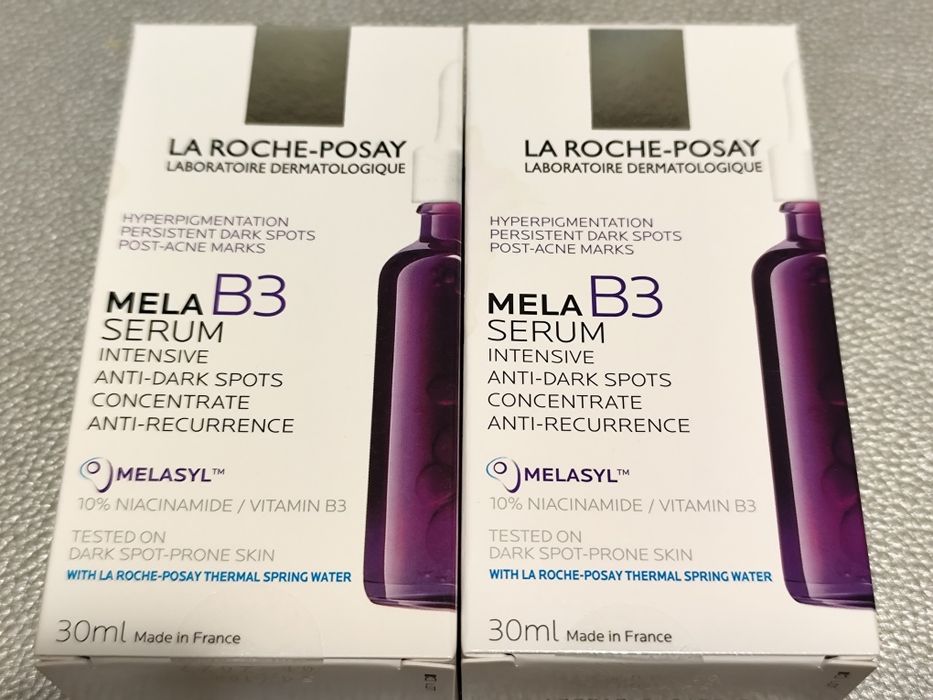 LA ROCHE-POSAY
LABORATOIRE DERMATOLOGIQUE
HYPERPIGMENTATION
PERSISTENT DARK SPOTS
POST-ACNE MARKS
MELA B3
SERUM
INTENSIVE
ANTI-DARK SPOTS
CONCENTRATE
ANTI-RECURRENCE
MELASYL™
10% NIACINAMIDE / VITAMIN B3
TESTED ON
DARK SPOT-PRONE SKIN
WITH LA ROCHE-POSAY THERMAL SPRING WATER
30ml Made in France
LA ROCHE-POSAY
LABORATOIRE DERMATOLOGIQUE
HYPERPIGMENTATION
PERSISTENT DARK SPOTS
POST-ACNE MARKS
MELA B3
SERUM
INTENSIVE
ANTI-DARK SPOTS
CONCENTRATE
ANTI-RECURRENCE
MELASYL™
10% NIACINAMIDE / VITAMIN B3
TESTED ON
DARK SPOT-PRONE SKIN
WITH LA ROCHE-POSAY THERMAL SPRING WATER
30ml Made in France